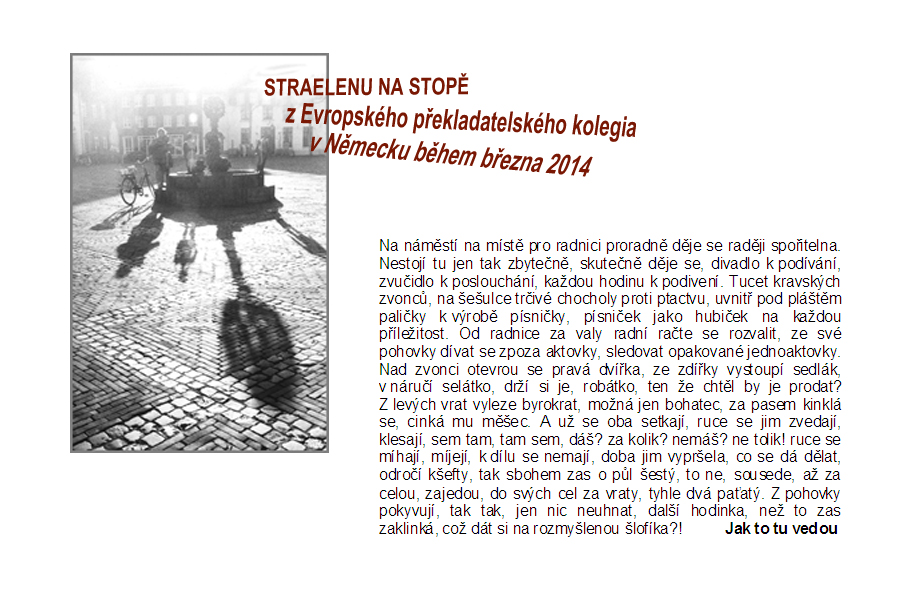 STRAELENU NA STOPĚ
z Evropského překladatelského kolegia
v Německu během března 2014
Na náměstí na místě pro radnici proradně děje se raději spořitelna.
Nestojí tu jen tak zbytečně, skutečně děje se, divadlo k podívání,
zvučidlo k poslouchání, každou hodinu k podivení. Tucet kravských
zvonců, na šešulce trčivé chocholy proti ptactvu, uvnitř pod pláštěm
paličky k výrobě písničky, písniček jako hubiček na každou
příležitost. Od radnice za valy radní račte se rozvalit, ze své
pohovky dívat se zpoza aktovky, sledovat opakované jednoaktovky.
Nad zvonci otevrou se pravá dvířka, ze zdířky vystoupí sedlák,
v náručí selátko, drží si je, robátko, ten že chtěl by je prodat?
Z levých vrat vyleze byrokrat, možná jen bohatec, za pasem kinklá
se, cinká mu měšec. A už se oba setkají, ruce se jim zvedají,
klesají, sem tam, tam sem, dáš? za kolik? nemáš? ne tolik! ruce se
míhají, míjejí, k dílu se nemají, doba jim vypršela, co se dá dělat,
odročí kšefty, tak sbohem zas o půl šestý, to ne, sousede, až za
celou, zajedou, do svých cel za vraty, tyhle dvá paťatý. Z pohovky
pokyvují, tak tak, jen nic neuhnat, další hodinka, než to zas
zaklinká, což dát si na rozmyšlenou šlofíka?! Jak to tu vedou